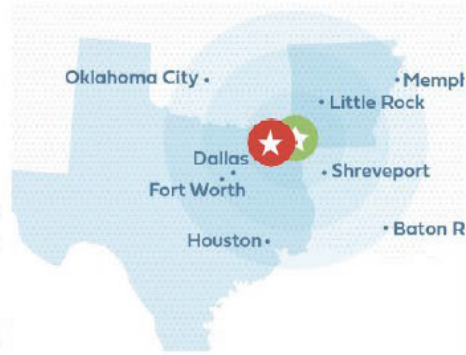 Oklahoma City
Memph
Little Rock
Dallas
Shreveport
Fort Worth
Baton R
Houston